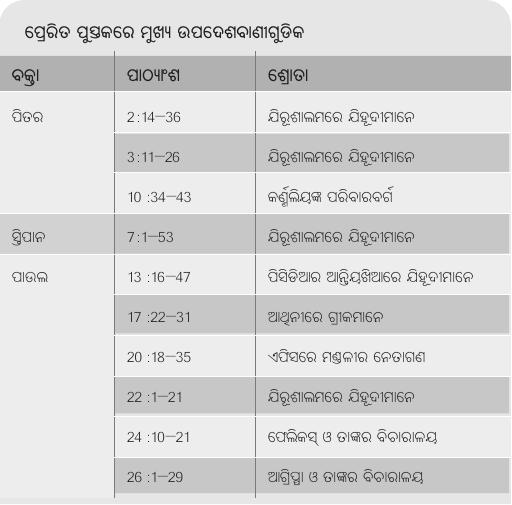 ପ୍ରେରିତ ପୁସ୍ତକରେ ମୁଖ୍ୟ ଉପଦେଶବାଣୀଗୁଡିକ
ବକ୍ତା ପାଠ୍ୟାଂଶ ଶ୍ରୋତା
ପିତର 2:14–36 ଯିରୂଶାଲମରେ ଯିହୂଦୀମାନେ
3:11–26 ଯିରୂଶାଲମରେ ଯିହୂଦୀମାନେ
10 :34–43 କର୍ଣ୍ଣୀଲିୟଙ୍କ ପରିବାରବର୍ଗ
ସ୍ତିପାନ 7:1–53 ଯିରୂଶାଲମରେ ଯିହୂଦୀମାନେ
ପାଉଲ 13 :16–47 ପିସିଡିଆର ଆନ୍ତିୟଖିଆରେ ଯିହୂଦୀମାନେ
17 :22–31 ଆଥିନୀରେ ଗ୍ରୀକମାନେ
20 :18–35 ଏପିସରେ ମଣ୍ଡଳୀର ନେତାଗଣ
22 :1–21 ଯିରୂଶାଲମରେ ଯିହୂଦୀମାନେ
24 :10–21 ଫେଲିକସ୍ ଓ ତାଙ୍କର ବିଚାରାଳୟ
26 :1–29 ଆଗ୍ରିପ୍ପା ଓ ତାଙ୍କର ବିଚାରାଳୟ